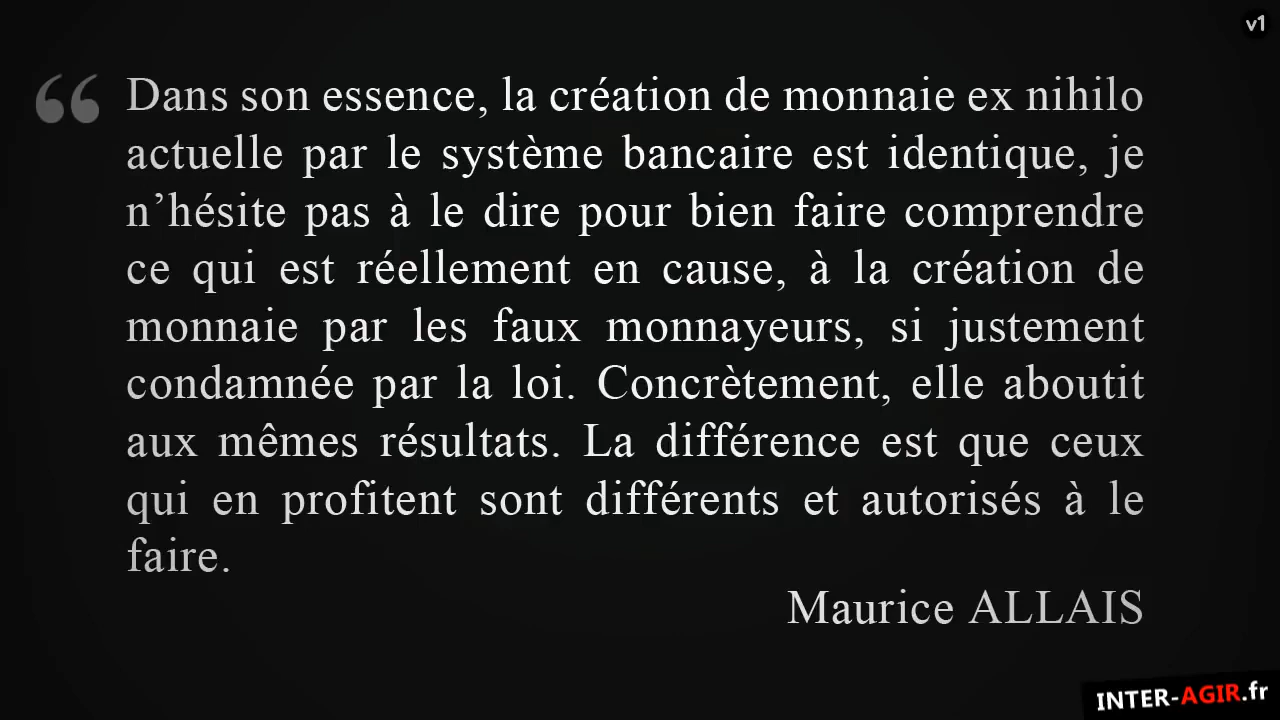 v1
“ Dans son essence, la création de monnaie ex nihilo
actuelle par le système bancaire est identique, je
n’hésite pas à le dire pour bien faire comprendre
ce qui est réellement en cause, à la création de
monnaie par les faux monnayeurs, si justement
condamnée par la loi. Concrètement, elle aboutit
aux mêmes résultats. La différence est que ceux
qui en profitent sont différents et autorisés à le
faire.
Maurice ALLAIS
INTER-AGIR.fr